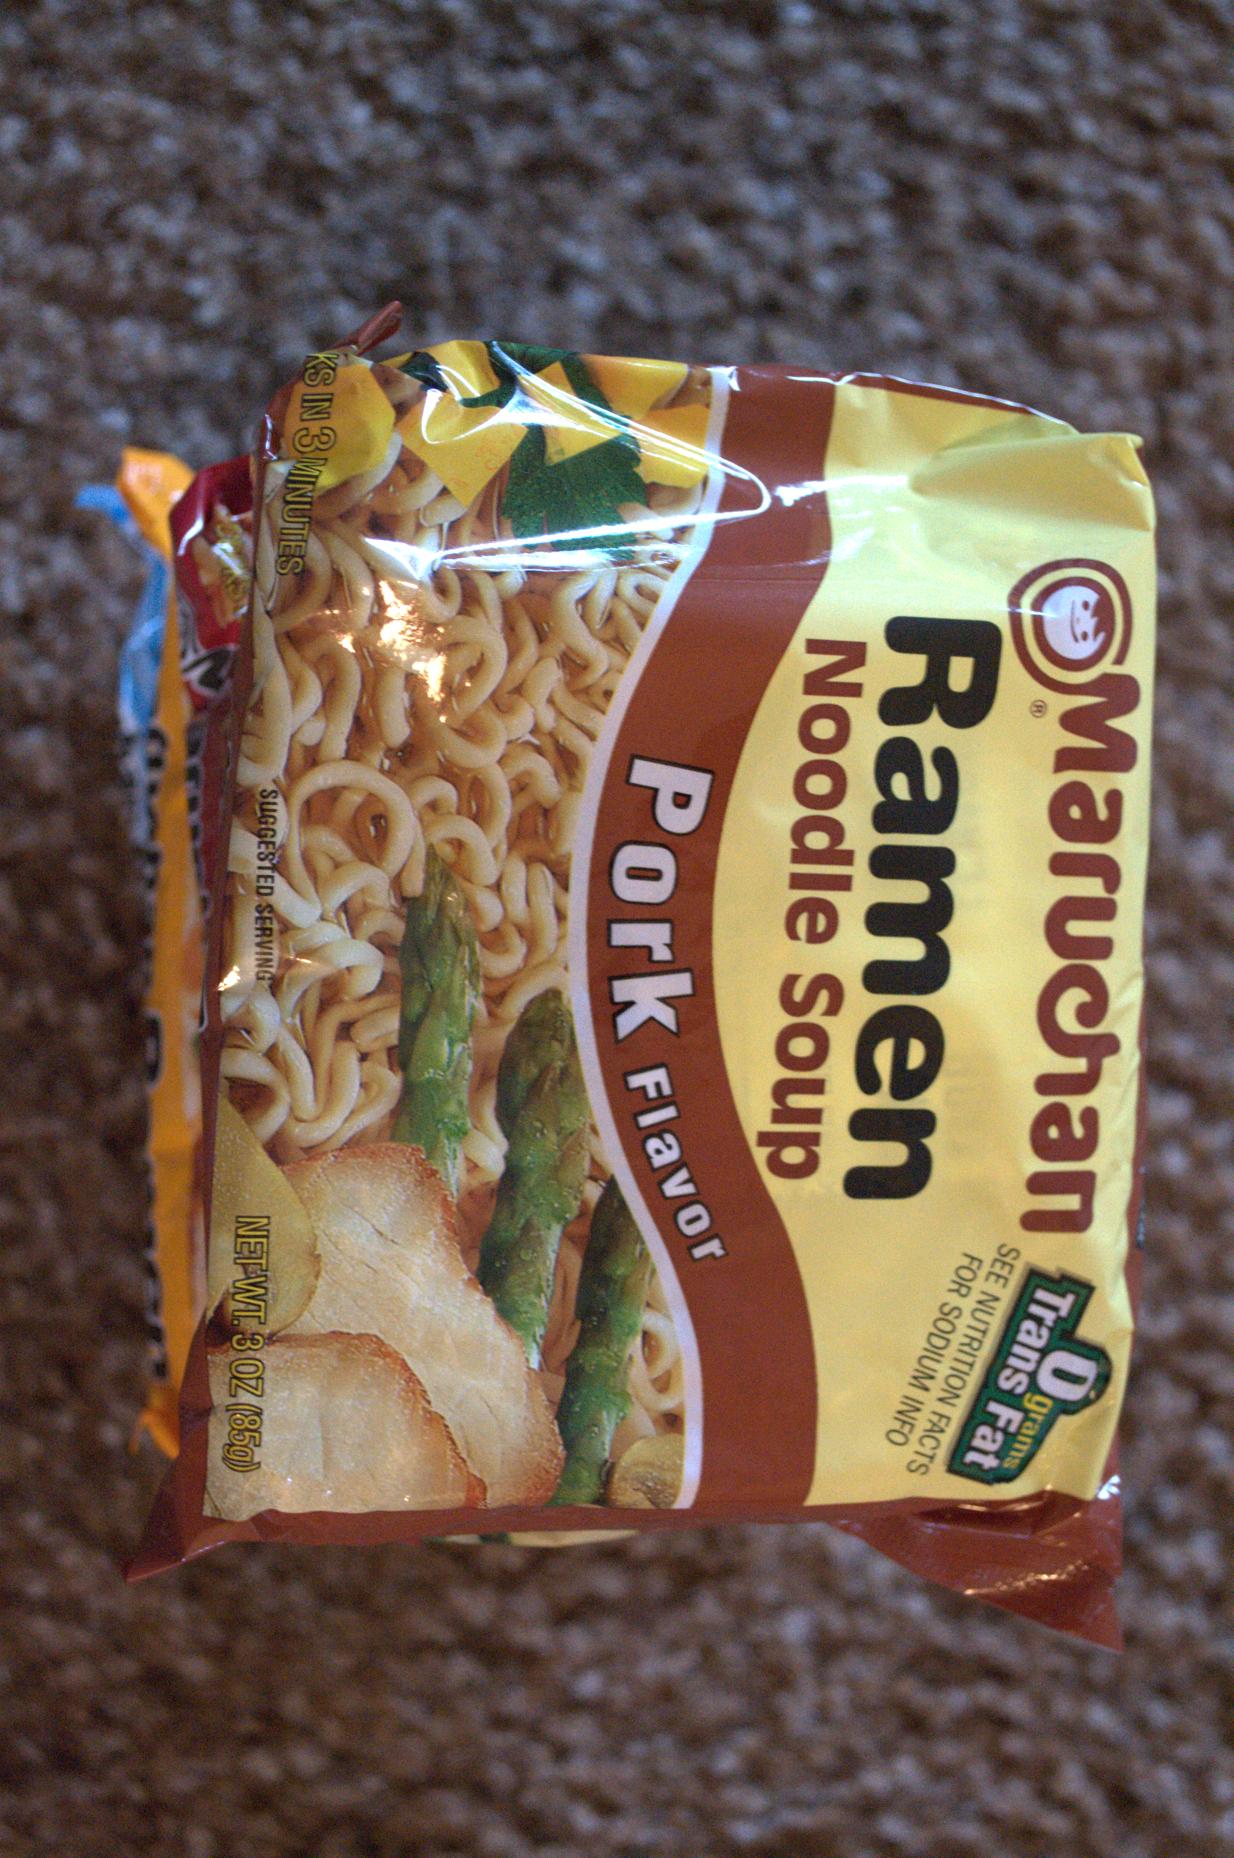 Maruchan®
Ramen
Noodle Soup
0 grams
Trans Fat
SEE NUTRITION FACTS
FOR SODIUM INFO
Pork Flavor
KS IN 3 MINUTES
SUGGESTED SERVING
NET WT. 3 OZ (85g)